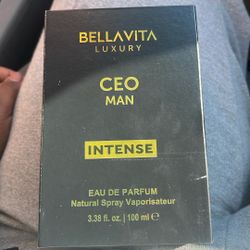 BELLAVITA
LUXURY
CEO
MAN
INTENSE
EAU DE PARFUM
Natural Spray Vaporisateur
3.38 fl. oz. | 100 ml ℮